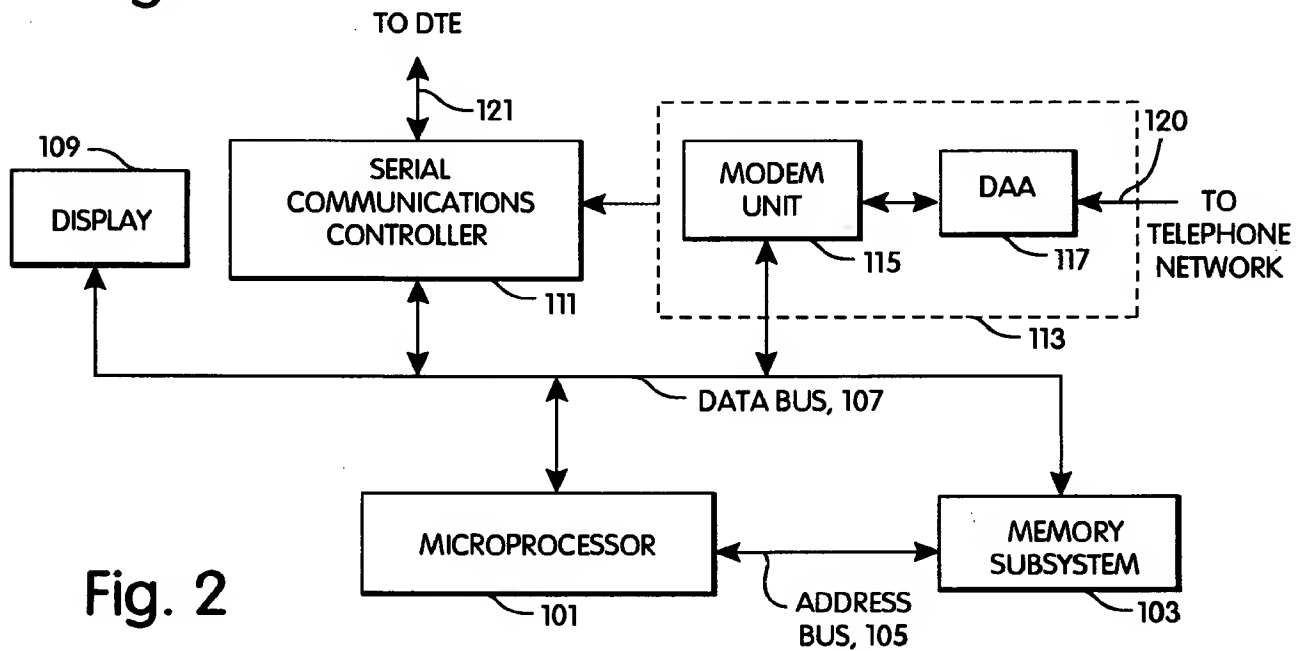 TO DTE
121
120
109
DISPLAY
SERIAL
COMMUNICATIONS
CONTROLLER
111
MODEM
UNIT
115
DAA
117
TO
TELEPHONE
NETWORK
113
DATA BUS, 107
MICROPROCESSOR
101
ADDRESS
BUS, 105
MEMORY
SUBSYSTEM
103
Fig. 2